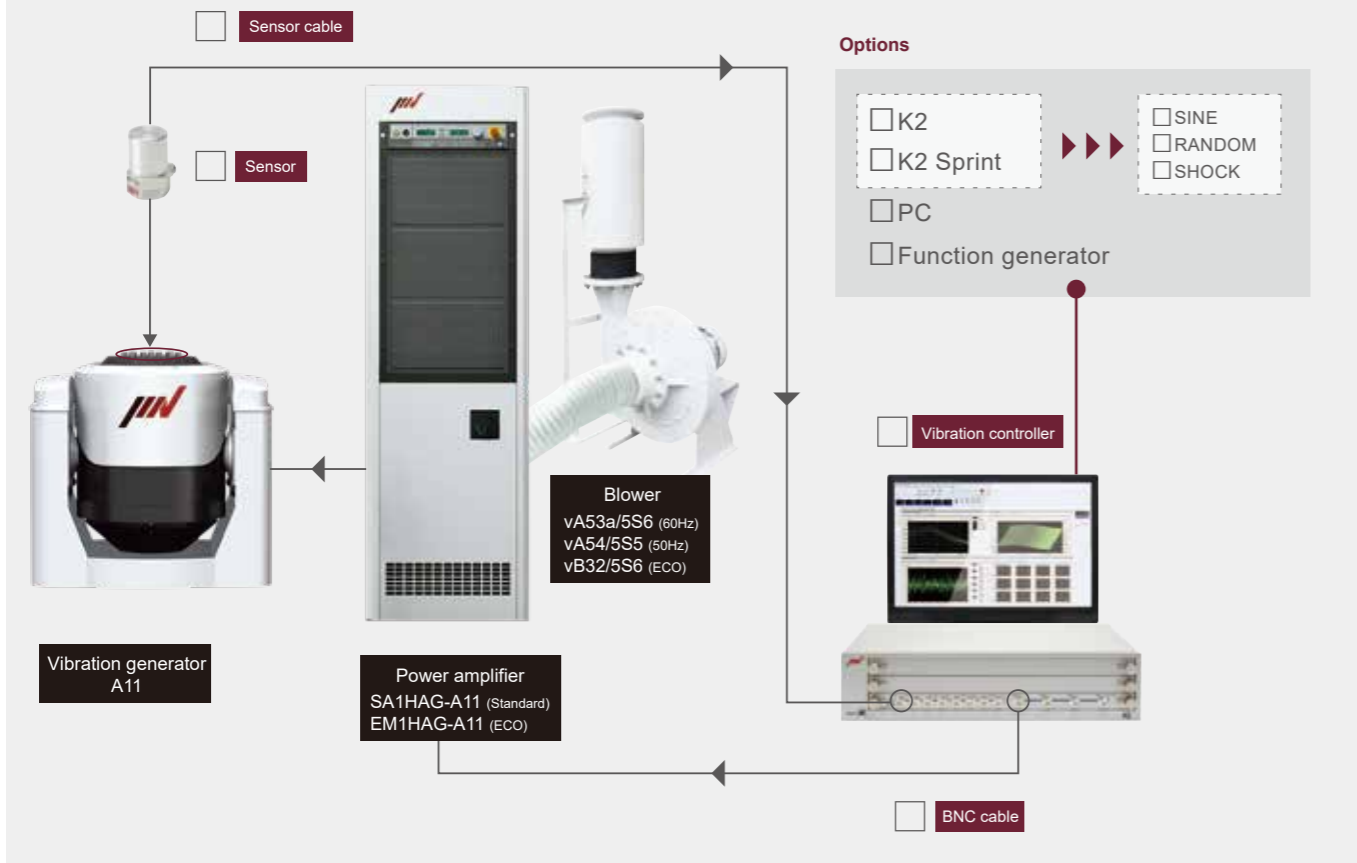 Sensor cable
Sensor
Options
K2
K2 Sprint
SINE
RANDOM
SHOCK
PC
Function generator
Vibration controller
Blower
vA53a/5S6 (60Hz)
vA54/5S5 (50Hz)
vB32/5S6 (ECO)
Vibration generator
A11
Power amplifier
SA1HAG-A11 (Standard)
EM1HAG-A11 (ECO)
BNC cable